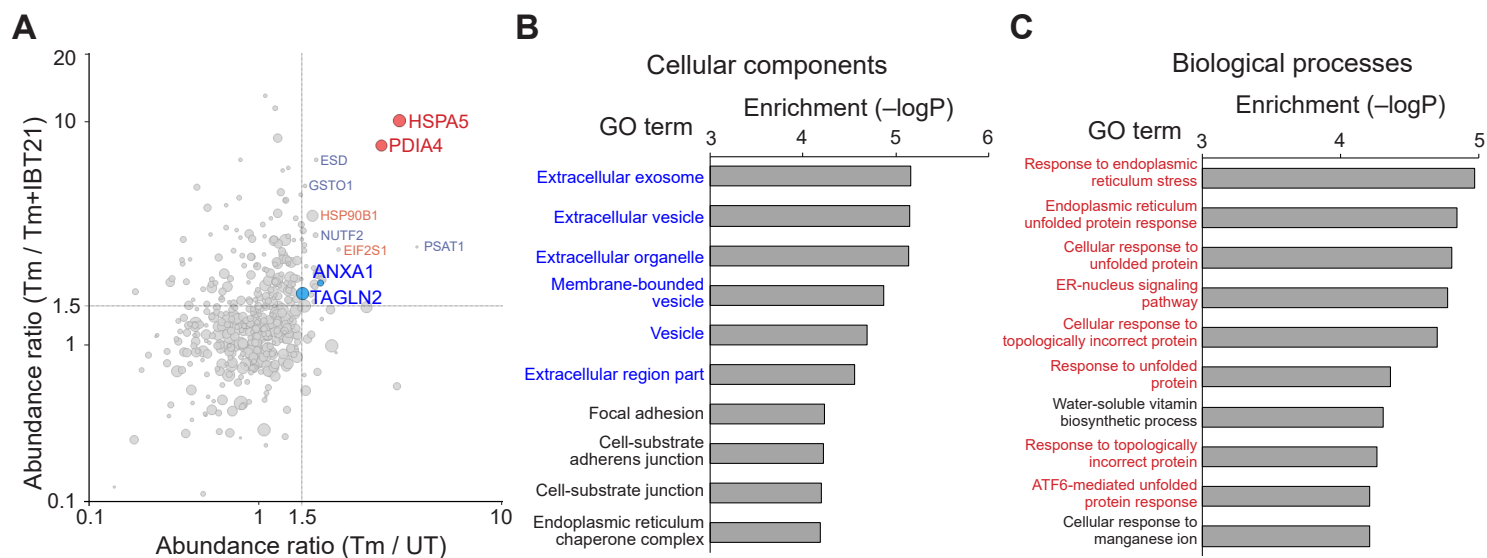 A
Abundance ratio (Tm / Tm+IBT21)
20
10
1.5
1
0.1
HSPA5
PDIA4
ESD
GSTO1
HSP90B1
NUTF2
EIF2S1
PSAT1
ANXA1
TAGLN2
0.1
1
1.5
10
Abundance ratio (Tm / UT)
B
Cellular components
Enrichment (–logP)
GO term
3
4
5
6
Extracellular exosome
Extracellular vesicle
Extracellular organelle
Membrane-bounded
vesicle
Vesicle
Extracellular region part
Focal adhesion
Cell-substrate
adherens junction
Cell-substrate junction
Endoplasmic reticulum
chaperone complex
C
Biological processes
Enrichment (–logP)
GO term
3
4
5
Response to endoplasmic
reticulum stress
Endoplasmic reticulum
unfolded protein response
Cellular response to
unfolded protein
ER-nucleus signaling
pathway
Cellular response to
topologically incorrect protein
Response to unfolded
protein
Water-soluble vitamin
biosynthetic process
Response to topologically
incorrect protein
ATF6-mediated unfolded
protein response
Cellular response to
manganese ion